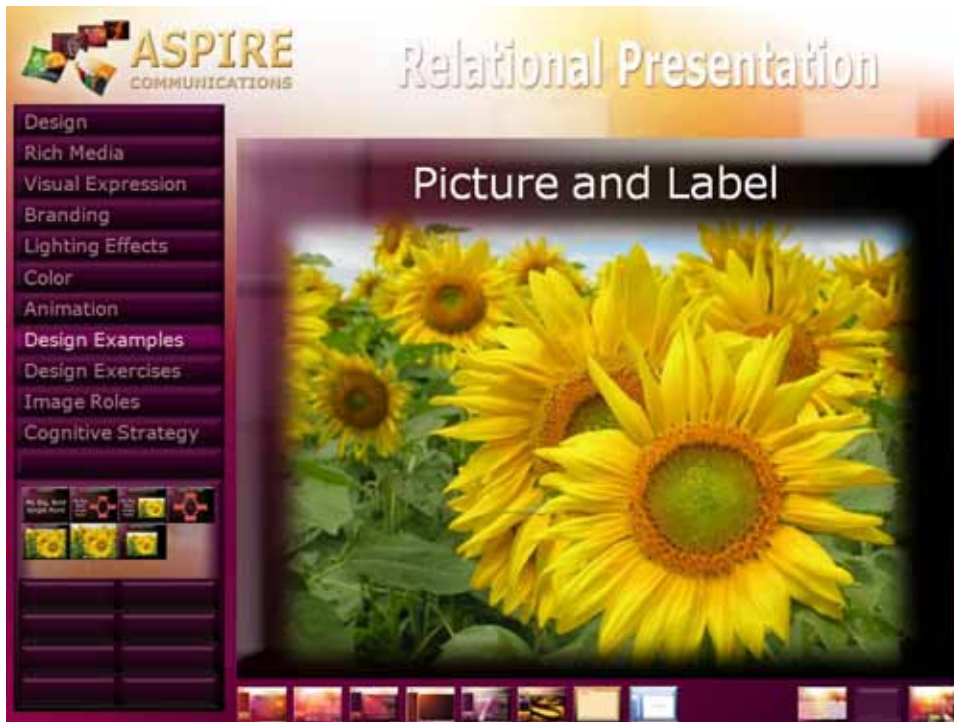 ASPIRE
COMMUNICATIONS
Relational Presentation
Design
Rich Media
Visual Expression
Branding
Lighting Effects
Color
Animation
Design Examples
Design Exercises
Image Roles
Cognitive Strategy
Picture and Label